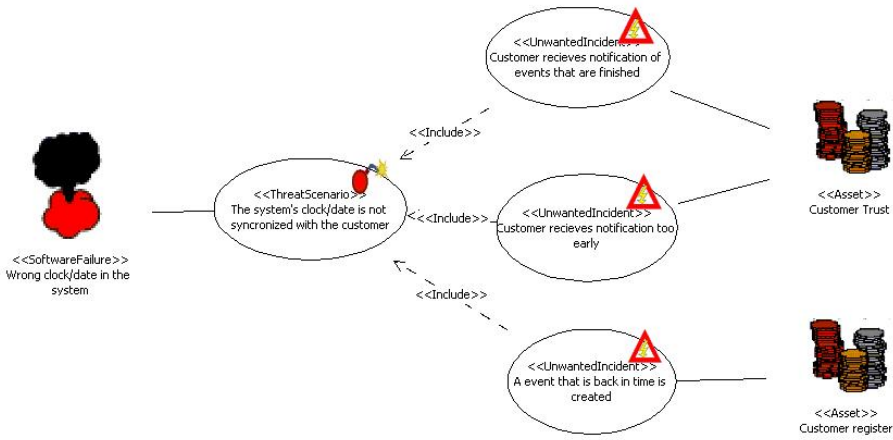 <<UnwantedIncident>>
Customer recieves notification of
events that are finished
<<Include>>
<<ThreatScenario>>
The system's clock/date is not
syncronized with the customer
<<Include>>
<<UnwantedIncident>>
Customer recieves notification too
early
<<Asset>>
Customer Trust
<<SoftwareFailure>>
Wrong clock/date in the
system
<<Include>>
<<UnwantedIncident>>
A event that is back in time is
created
<<Asset>>
Customer register